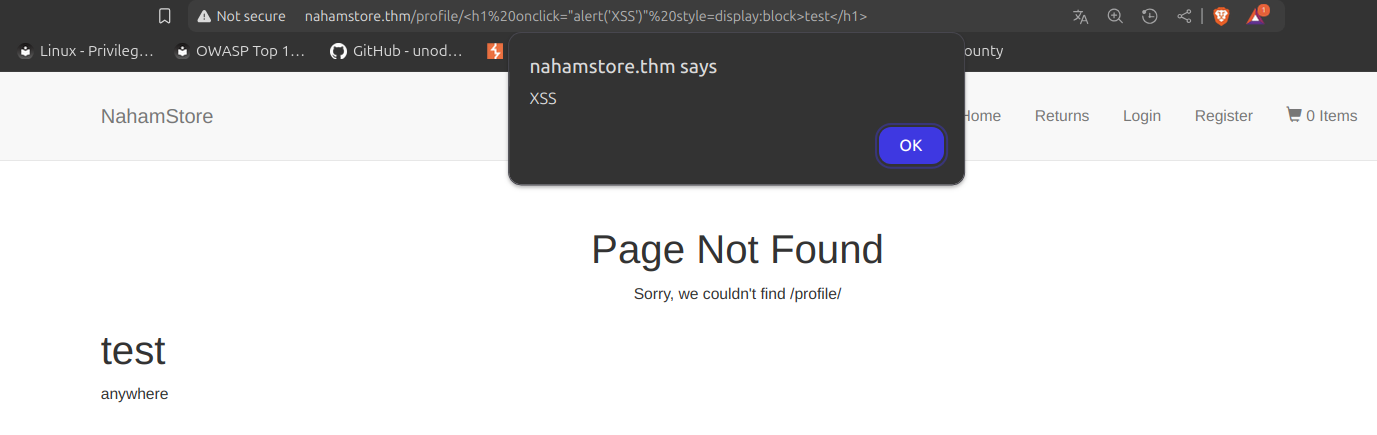 Not secure nahamstore.thm/profile/<h1%20onclick="alert('XSS')"%20style=display:block>test</h1>
Linux - Privileg... OWASP Top 1... GitHub - unod... ounty
nahamstore.thm says
XSS
OK
NahamStore Home Returns Login Register 0 Items
Page Not Found
Sorry, we couldn't find /profile/
test
anywhere